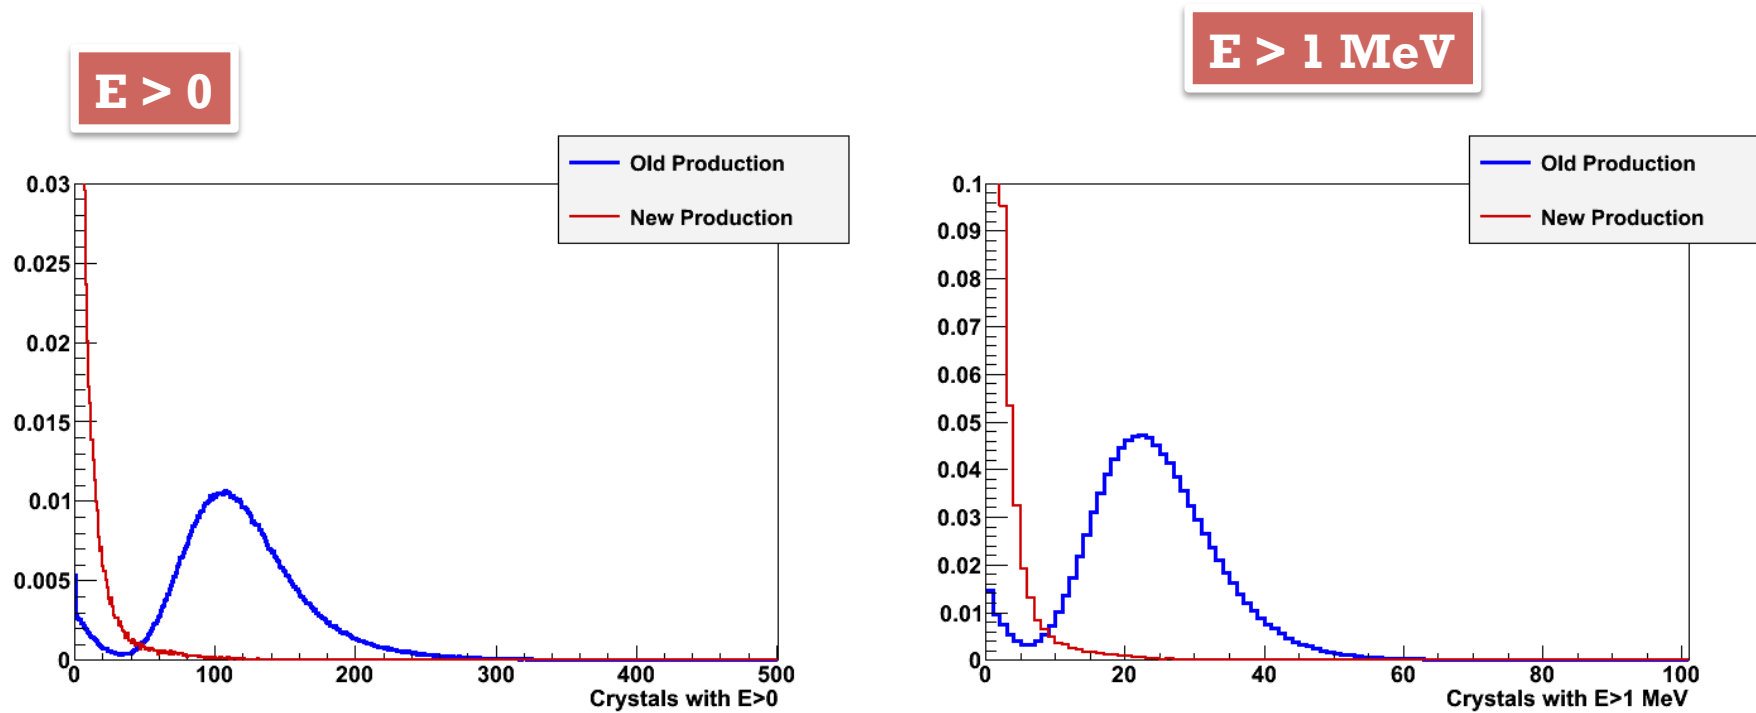 E > 0
E > 1 MeV
Old Production
New Production
0.03
0.025
0.02
0.015
0.01
0.005
0
0 100 200 300 400 500
Crystals with E>0
Old Production
New Production
0.1
0.09
0.08
0.07
0.06
0.05
0.04
0.03
0.02
0.01
0
0 20 40 60 80 100
Crystals with E>1 MeV